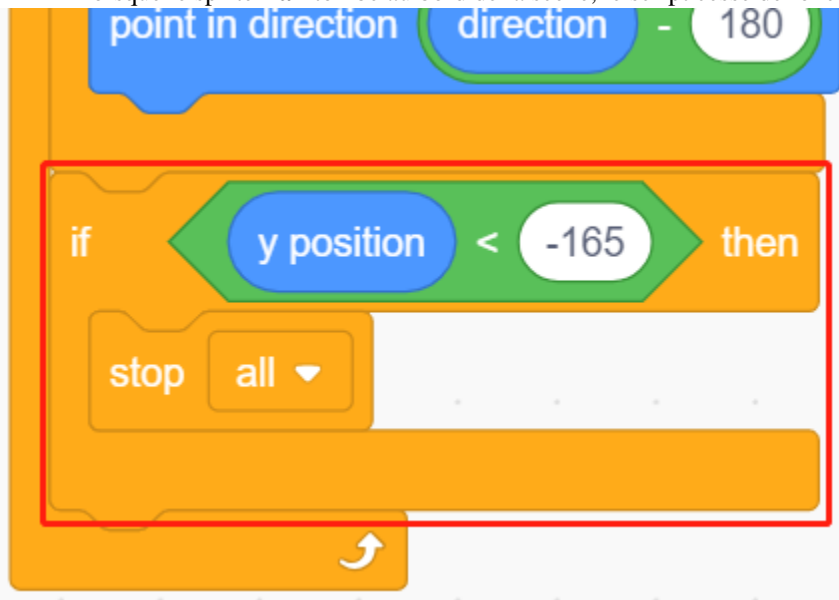 point in direction direction - 180
if y position < -165 then
stop all